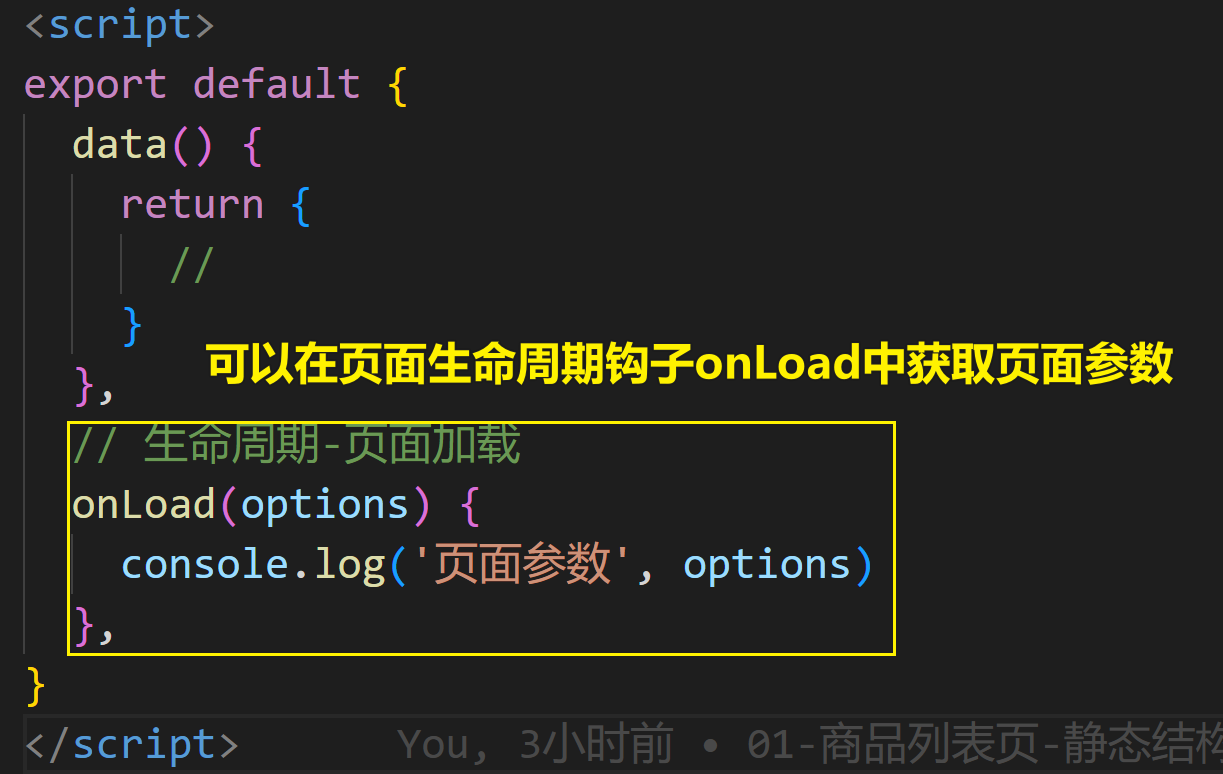 <script>
export default {
data() {
return {
//
}
可以在页面生命周期钩子onLoad中获取页面参数
},
// 生命周期-页面加载
onLoad(options) {
console.log('页面参数', options)
},
}
</script>
You, 3小时前 • 01-商品列表页-静态结构